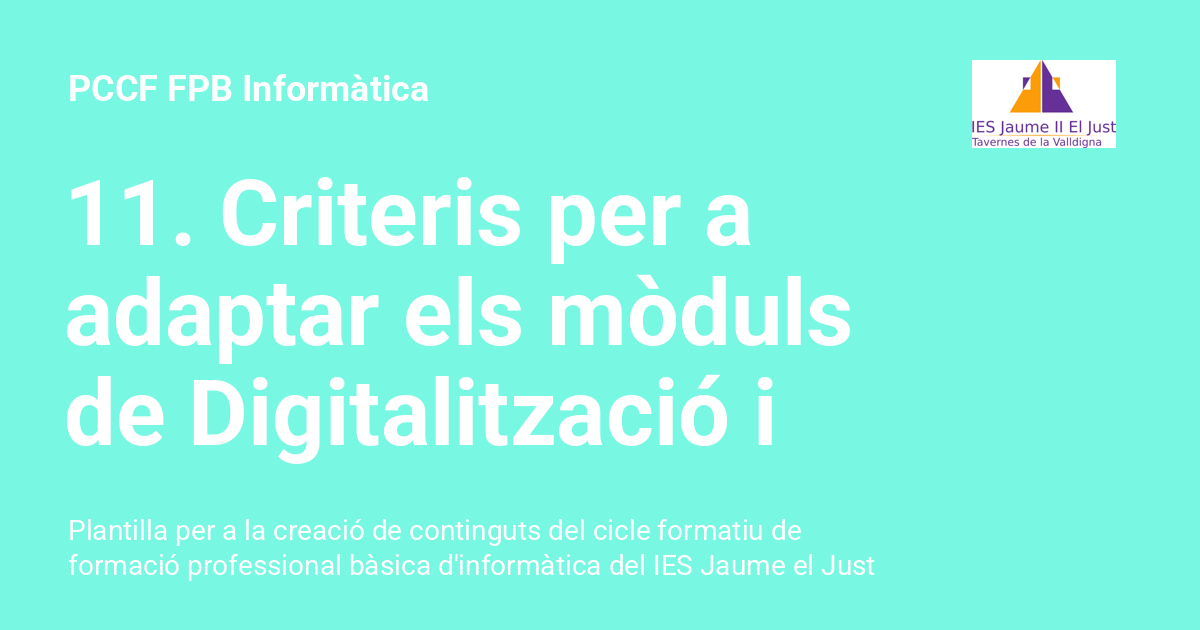 PCCF FPB Informàtica
IES Jaume II El Just
Tavernes de la Valldigna
11. Criteris per a
adaptar els mòduls
de Digitalització i
Plantilla per a la creació de continguts del cicle formatiu de
formació professional bàsica d'informàtica del IES Jaume el Just